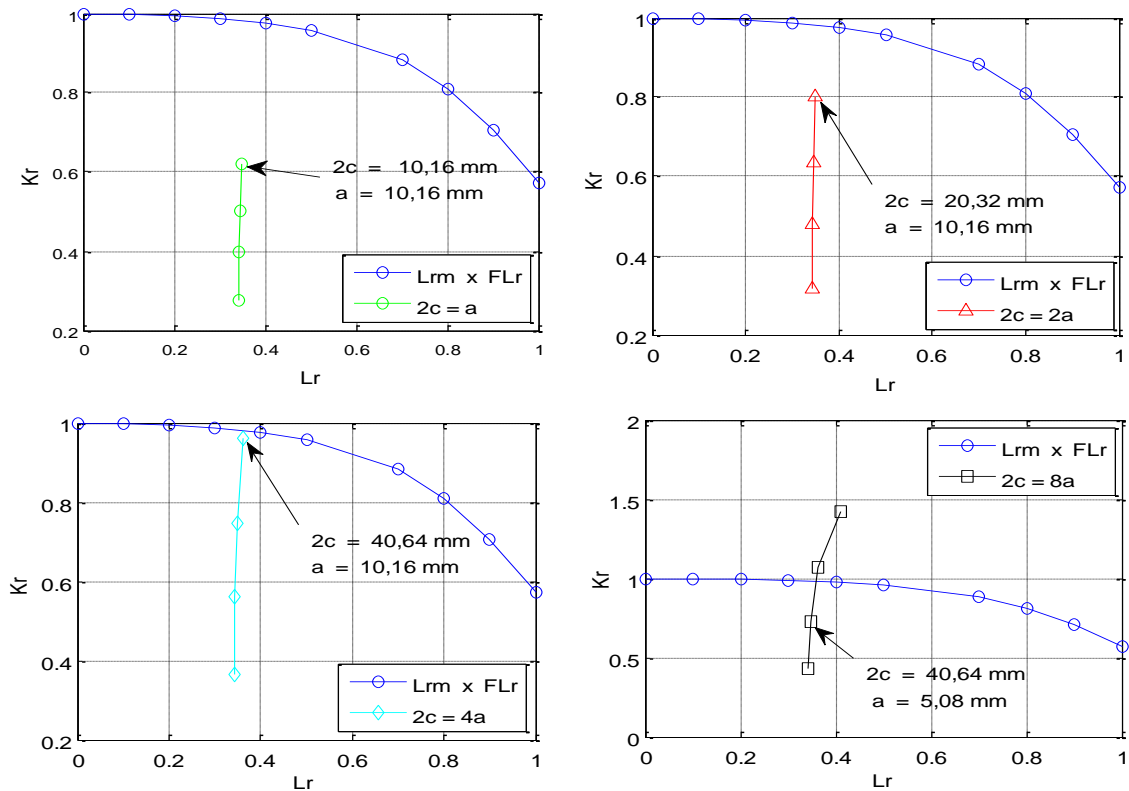 1
0.8
0.6
0.4
0.2
0 0.2 0.4 0.6 0.8 1
Kr
Lr
2c = 10,16 mm
a = 10,16 mm
Lrm x FLr
2c = a
1
0.8
0.6
0.4
0.2
0 0.2 0.4 0.6 0.8 1
Kr
Lr
2c = 20,32 mm
a = 10,16 mm
Lrm x FLr
2c = 2a
1
0.8
0.6
0.4
0.2
0 0.2 0.4 0.6 0.8 1
Kr
Lr
2c = 40,64 mm
a = 10,16 mm
Lrm x FLr
2c = 4a
2
1.5
1
0.5
0
0 0.2 0.4 0.6 0.8 1
Kr
Lr
Lrm x FLr
2c = 8a
2c = 40,64 mm
a = 5,08 mm